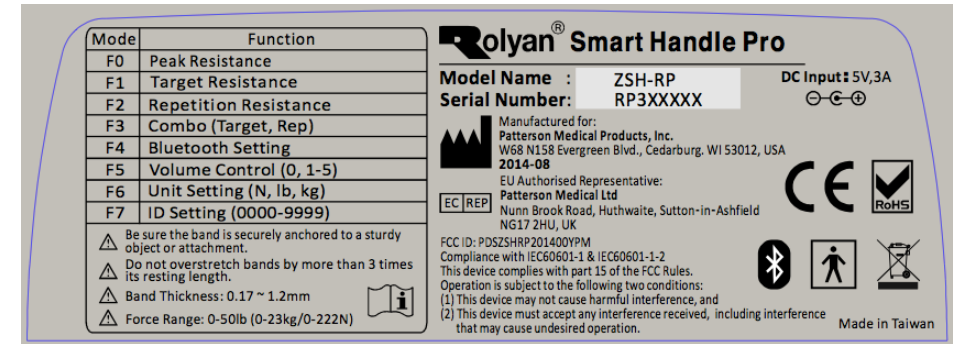 Mode Function
F0 Peak Resistance
F1 Target Resistance
F2 Repetition Resistance
F3 Combo (Target, Rep)
F4 Bluetooth Setting
F5 Volume Control (0, 1-5)
F6 Unit Setting (N, lb, kg)
F7 ID Setting (0000-9999)
Be sure the band is securely anchored to a sturdy
object or attachment.
Do not overstretch bands by more than 3 times
its resting length.
Band Thickness: 0.17 ~ 1.2mm
Force Range: 0-50lb (0-23kg/0-222N)
Rolyan® Smart Handle Pro
Model Name : ZSH-RP
Serial Number: RP3XXXXX
DC Input: 5V,3A
Manufactured for:
Patterson Medical Products, Inc.
W68 N158 Evergreen Blvd., Cedarburg. WI 53012, USA
2014-08
EC REP
EU Authorised Representative:
Patterson Medical Ltd
Nunn Brook Road, Huthwaite, Sutton-in-Ashfield
NG17 2HU, UK
CE
RoHS
FCC ID: PDSZSHRP201400YPM
Compliance with IEC60601-1 & IEC60601-1-2
This device complies with part 15 of the FCC Rules.
Operation is subject to the following two conditions:
(1) This device may not cause harmful interference, and
(2) This device must accept any interference received, including interference
that may cause undesired operation.
Made in Taiwan